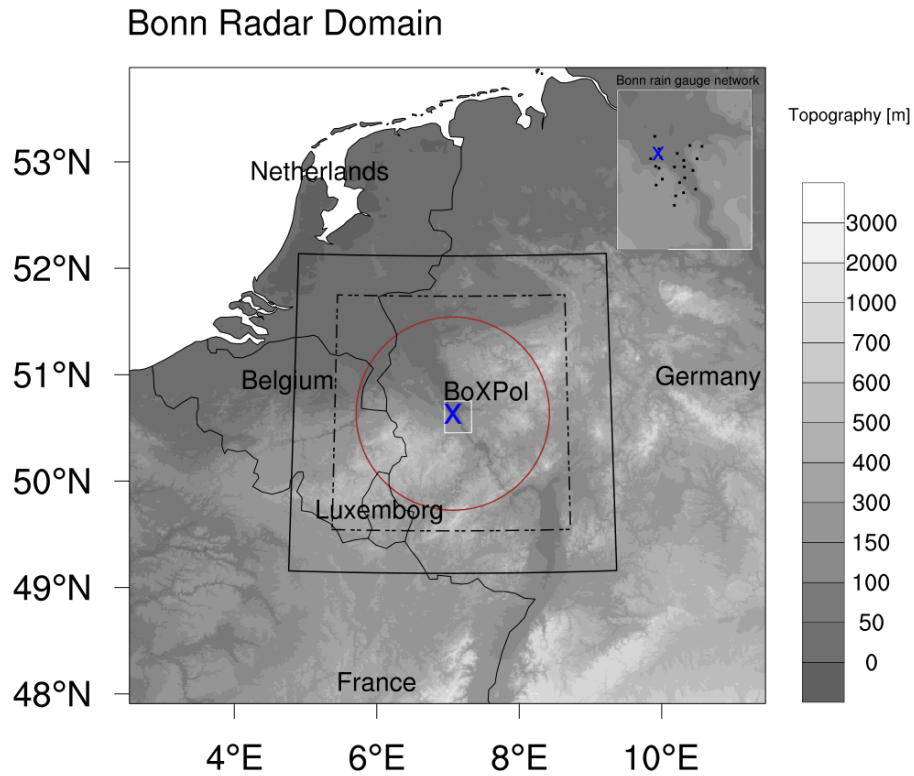 Bonn Radar Domain
Bonn rain gauge network
X
Topography [m]
53°N
52°N
51°N
50°N
49°N
48°N
Netherlands
Belgium
BoXPol
X
Germany
Luxemborg
France
3000
2000
1000
700
600
500
400
300
150
100
50
0
4°E
6°E
8°E
10°E